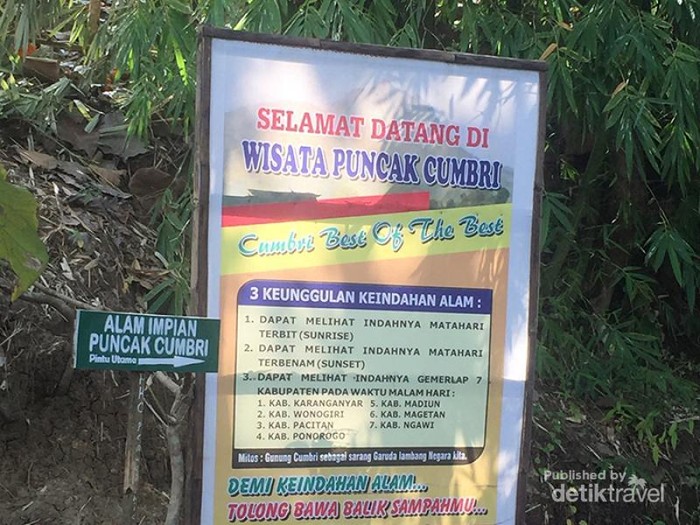 SELAMAT DATANG DI
WISATA PUNCAK CUMBRI
Cumbri Best Of The Best
3 KEUNGGULAN KEINDAHAN ALAM :
1. DAPAT MELIHAT INDAHNYA MATAHARI
TERBIT (SUNRISE)
2. DAPAT MELIHAT INDAHNYA MATAHARI
TERBENAM (SUNSET)
3. DAPAT MELIHAT INDAHNYA GEMERLAP 7
KABUPATEN PADA WAKTU MALAM HARI :
1. KAB. KARANGANYAR 5. KAB. MADIUN
2. KAB. WONOGIRI 6. KAB. MAGETAN
3. KAB. PACITAN 7. KAB. NGAWI
4. KAB. PONOROGO
Mitos : Gunung Cumbri sebagai sarang Garuda lambang Negara kita.
DEMI KEINDAHAN ALAM...
TOLONG BAWA BALIK SAMPAHMU...
ALAM IMPIAN
PUNCAK CUMBRI
Pintu Utama
Published by
detiktravel